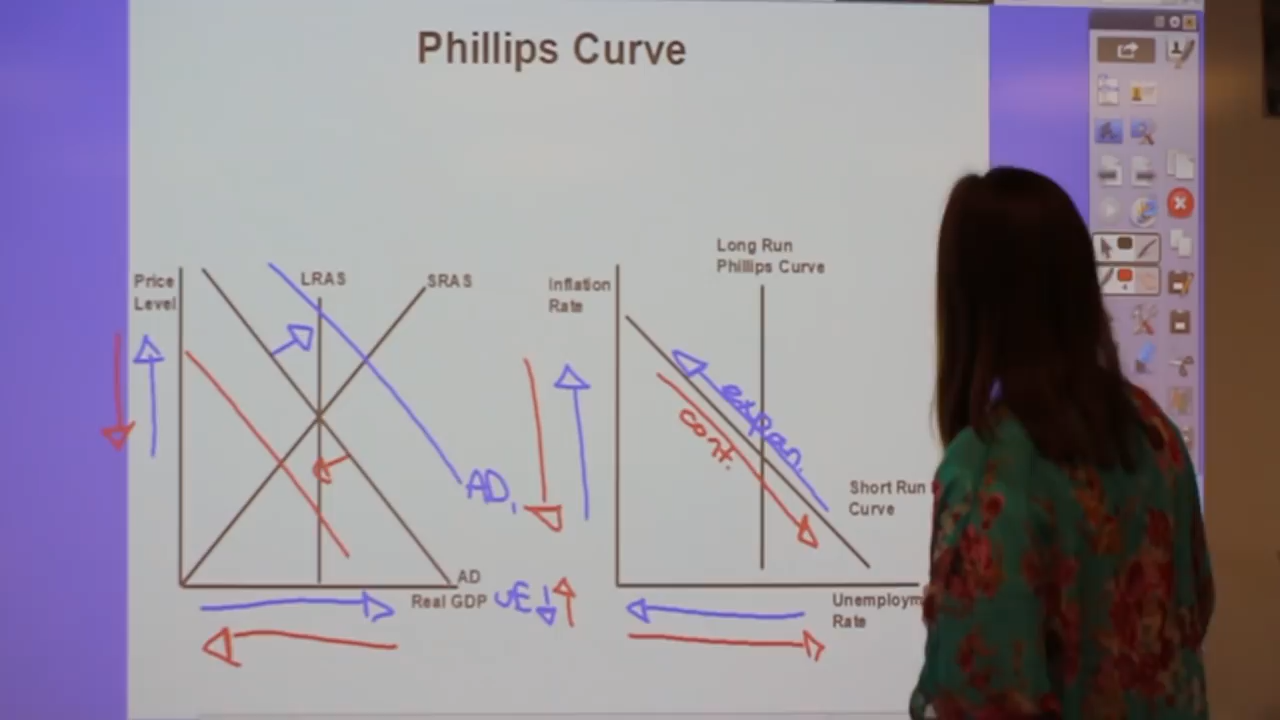 Phillips Curve
Price
Level
LRAS
SRAS
AD1
AD
Real GDP
UE
Inflation
Rate
Long Run
Phillips Curve
expan.
cont.
Short Run
Curve
Unemploym
Rate